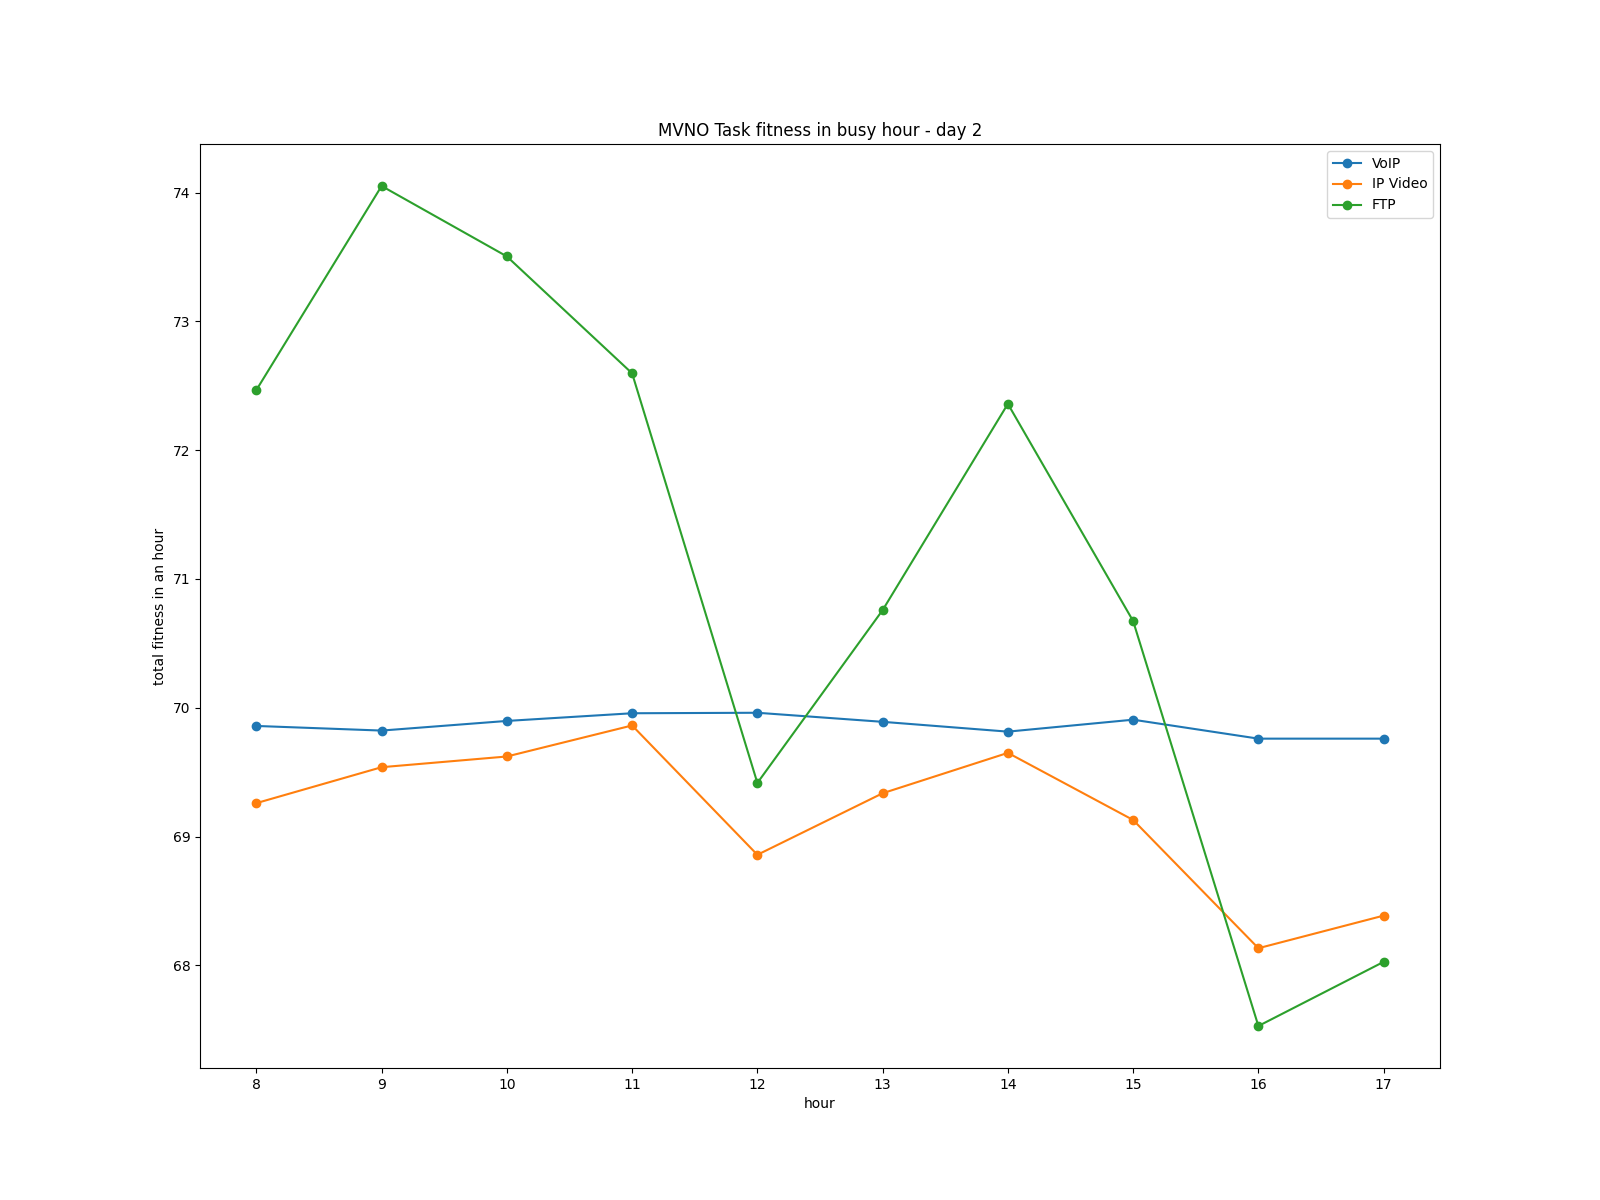 MVNO Task fitness in busy hour - day 2
VoIP
IP Video
FTP
74
73
72
71
70
69
68
total fitness in an hour
8 9 10 11 12 13 14 15 16 17
hour